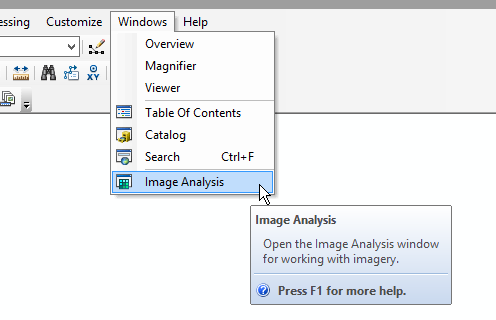 essing Customize Windows Help
Overview
Magnifier
Viewer
XY
Table Of Contents
Catalog
Search Ctrl+F
Image Analysis
Image Analysis
Open the Image Analysis window
for working with imagery.
? Press F1 for more help.